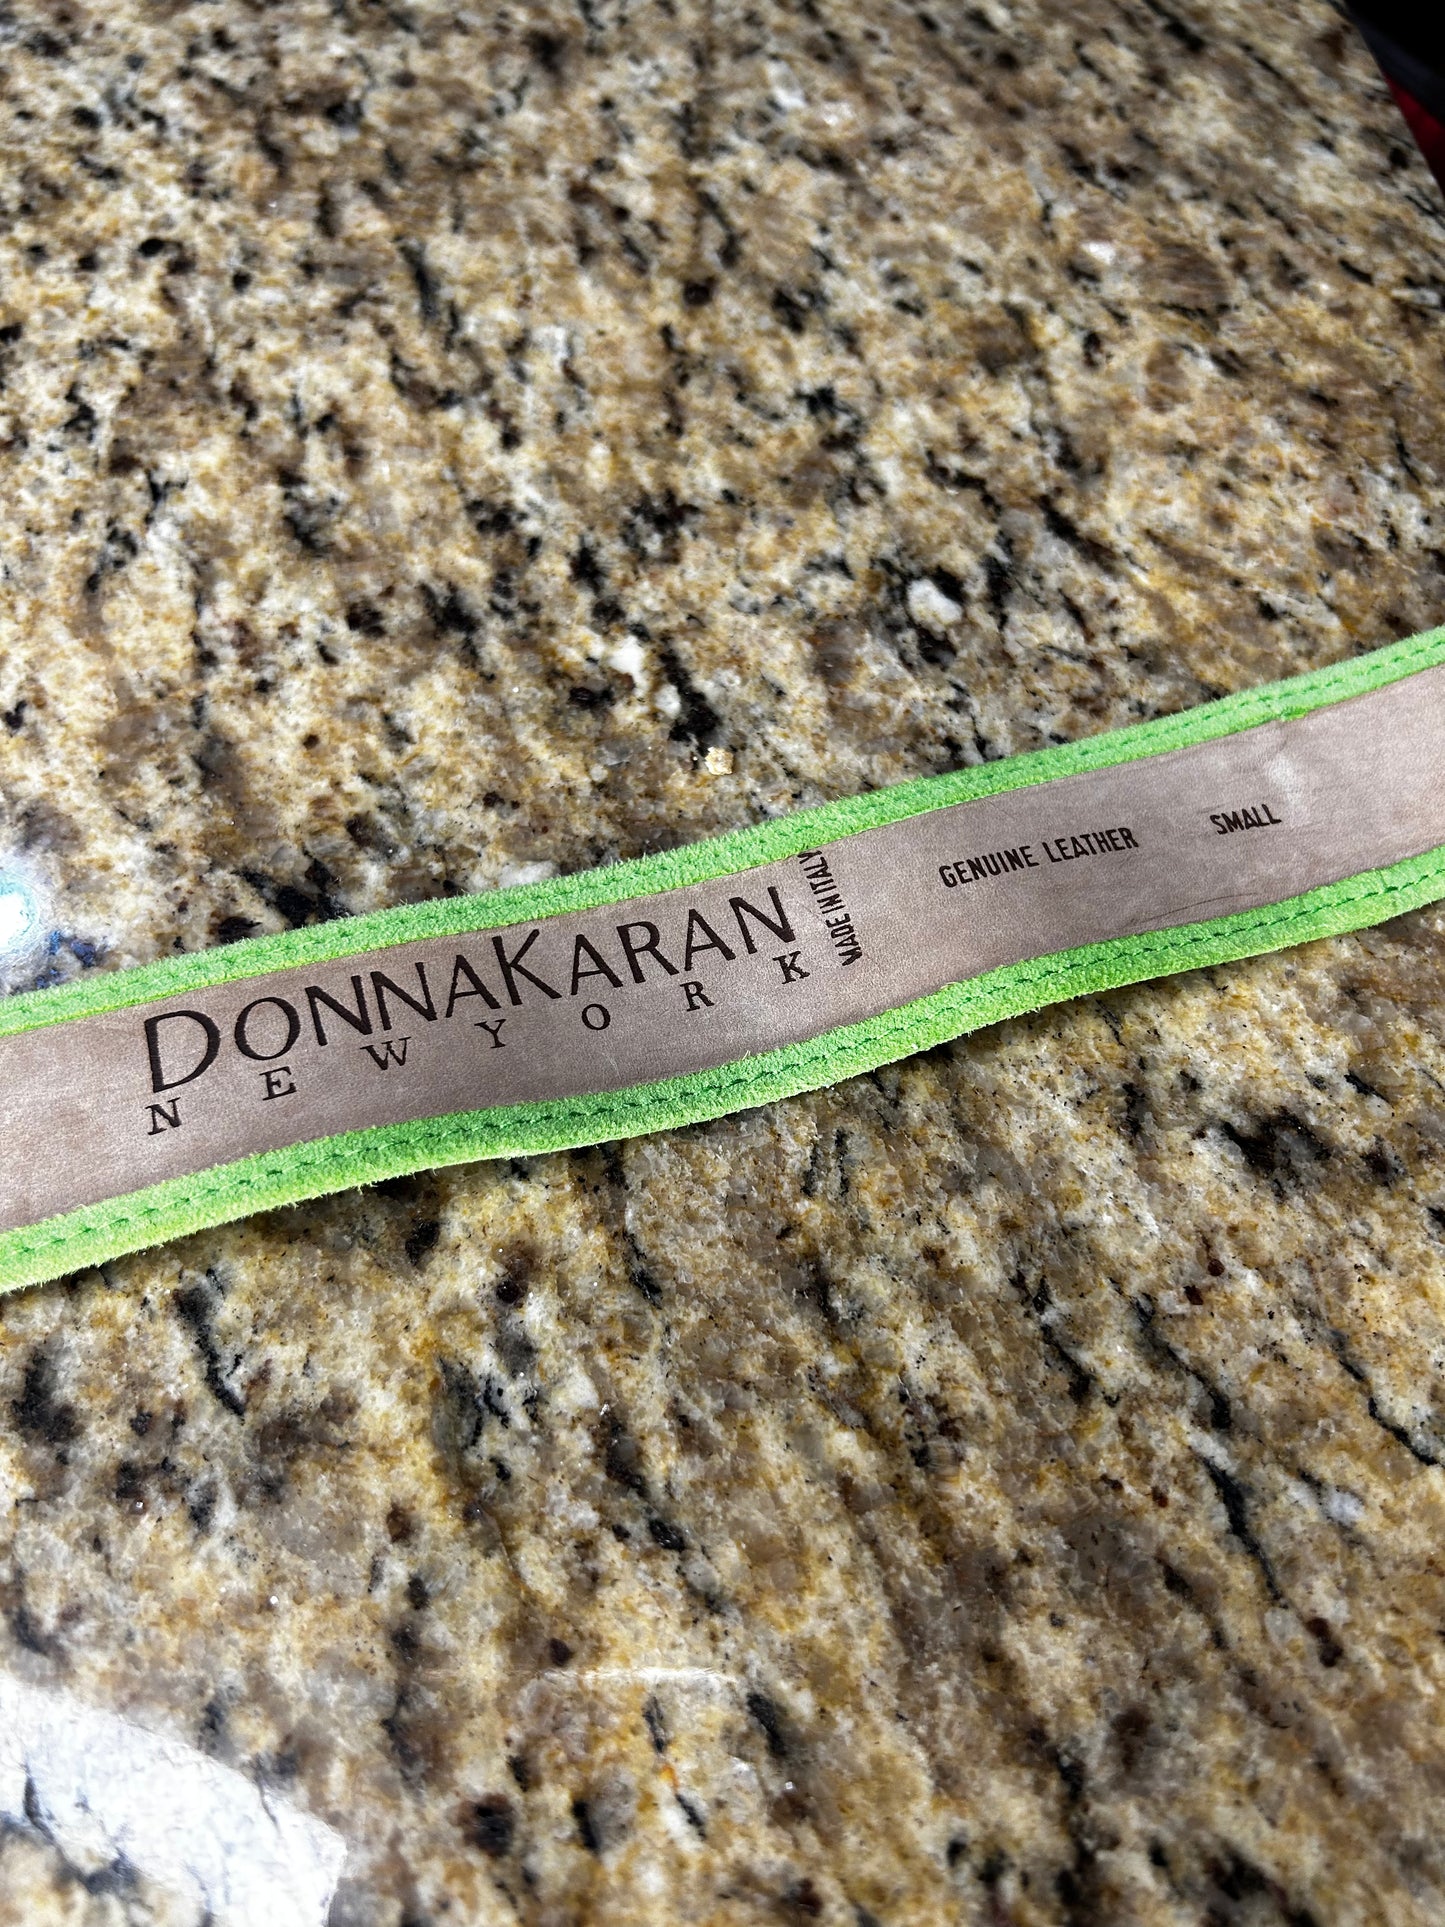 DONNAKARAN
NEW YORK
MADE IN ITALY
GENUINE LEATHER
SMALL